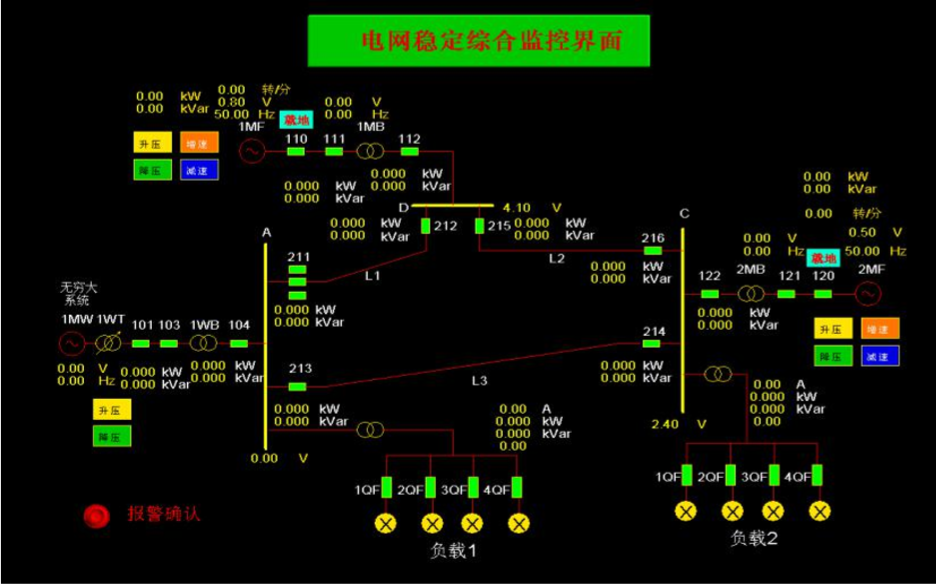 电网稳定综合监控界面
0.00 kW
0.00 kVar
0.00 转/分
0.80 V
50.00 Hz
就地
0.00 V
0.00 Hz
1MF
110
111
1MB
112
升压
增速
降压
减速
0.000 kW
0.000 kVar
0.000 kW
0.000 kVar
D
4.10 V
0.000 kW
0.000 kVar
212
215
0.000 kW
0.000 kVar
0.00 kW
0.00 kVar
0.00 转/分
0.50 V
50.00 Hz
0.00 V
0.00 Hz
就地
C
216
A
211
L1
L2
0.000 kW
0.000 kVar
122
2MB
121
120
2MF
0.000 kW
0.000 kVar
升压
增速
降压
减速
无穷大
系统
1MW
1WT
101
103
1WB
104
0.000 kW
0.000 kVar
214
0.00 V
0.00 Hz
0.000 kW
0.000 kVar
0.000 kW
0.000 kVar
213
L3
0.000 kW
0.000 kVar
升压
降压
0.000 kW
0.000 kVar
0.00 A
0.000 kW
0.000 kVar
0.00
0.00 A
0.000 kW
0.000 kVar
0.00
2.40 V
0.00 V
1QF
2QF
3QF
4QF
负载1
1QF
2QF
3QF
4QF
负载2
报警确认